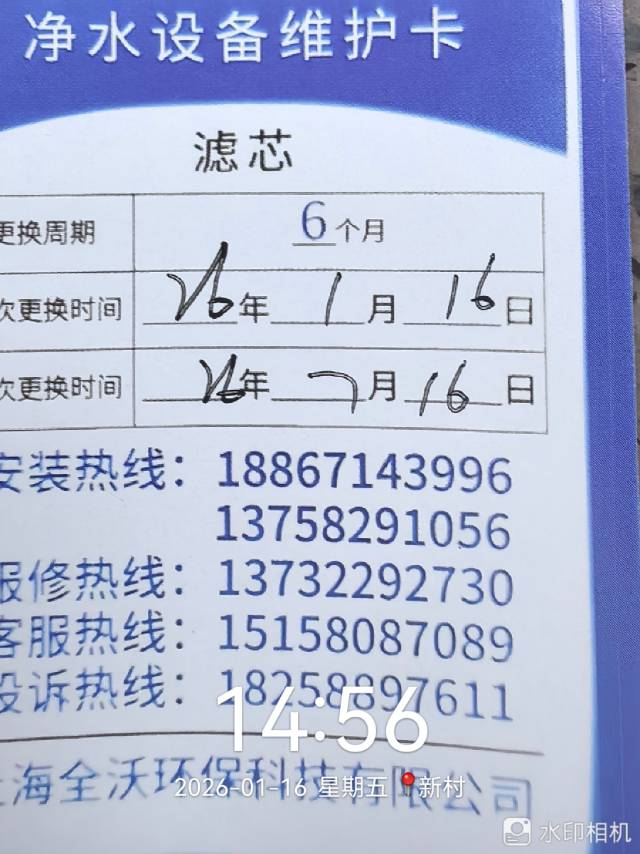 净水设备维护卡
滤芯
更换周期 6个月
次更换时间 26年1月16日
次更换时间 26年7月16日
安装热线：18867143996
13758291056
报修热线：13732292730
客服热线：15158087089
投诉热线：18258897611
14:56
上海全沃环保科技有限公司
2026-01-16 星期五 新村
水印相机